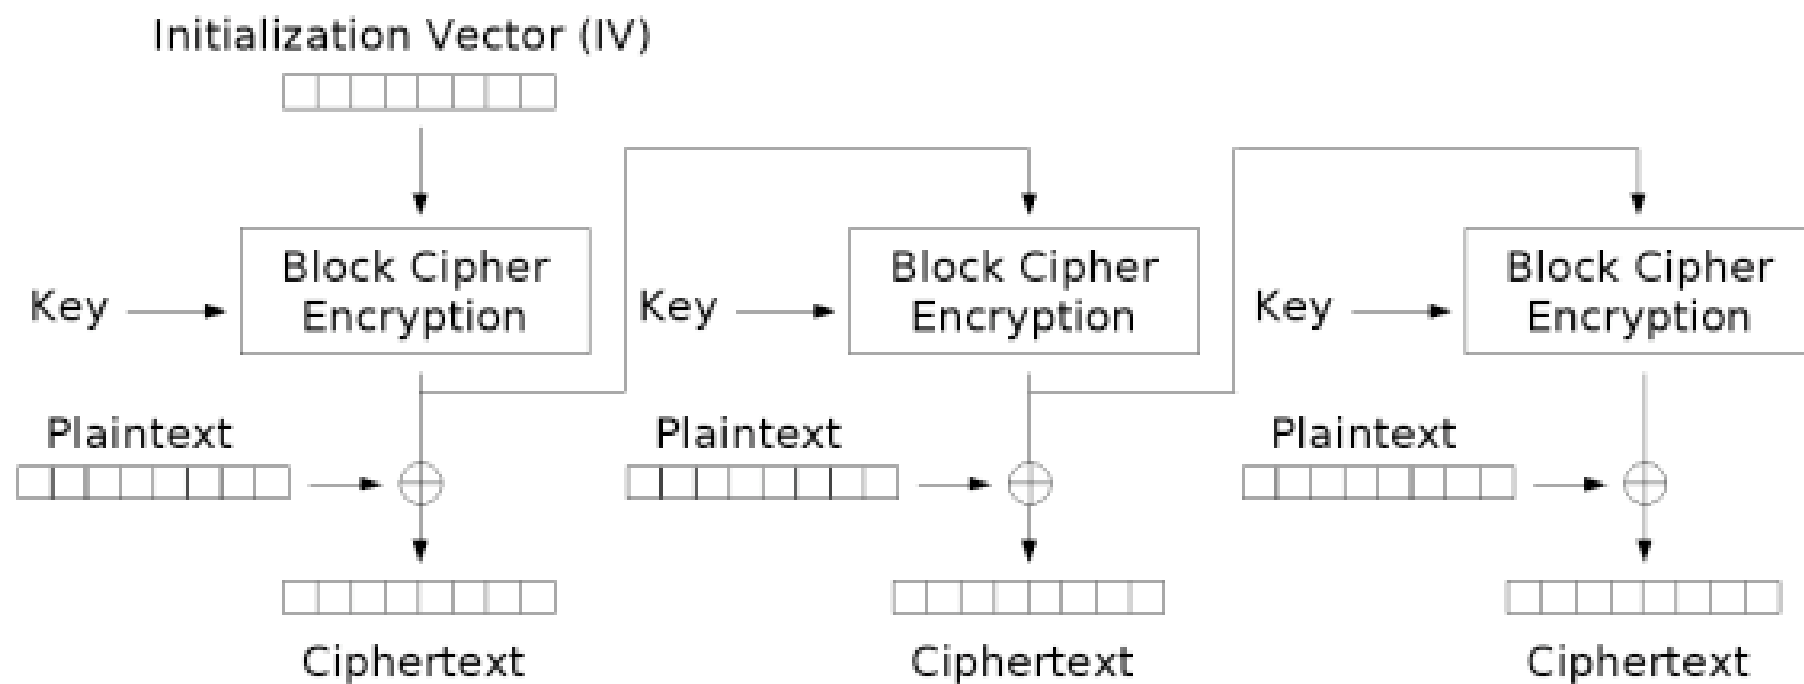 Initialization Vector (IV)
Block Cipher
Encryption
Key
Block Cipher
Encryption
Key
Block Cipher
Encryption
Key
Plaintext
Plaintext
Plaintext
Ciphertext
Ciphertext
Ciphertext